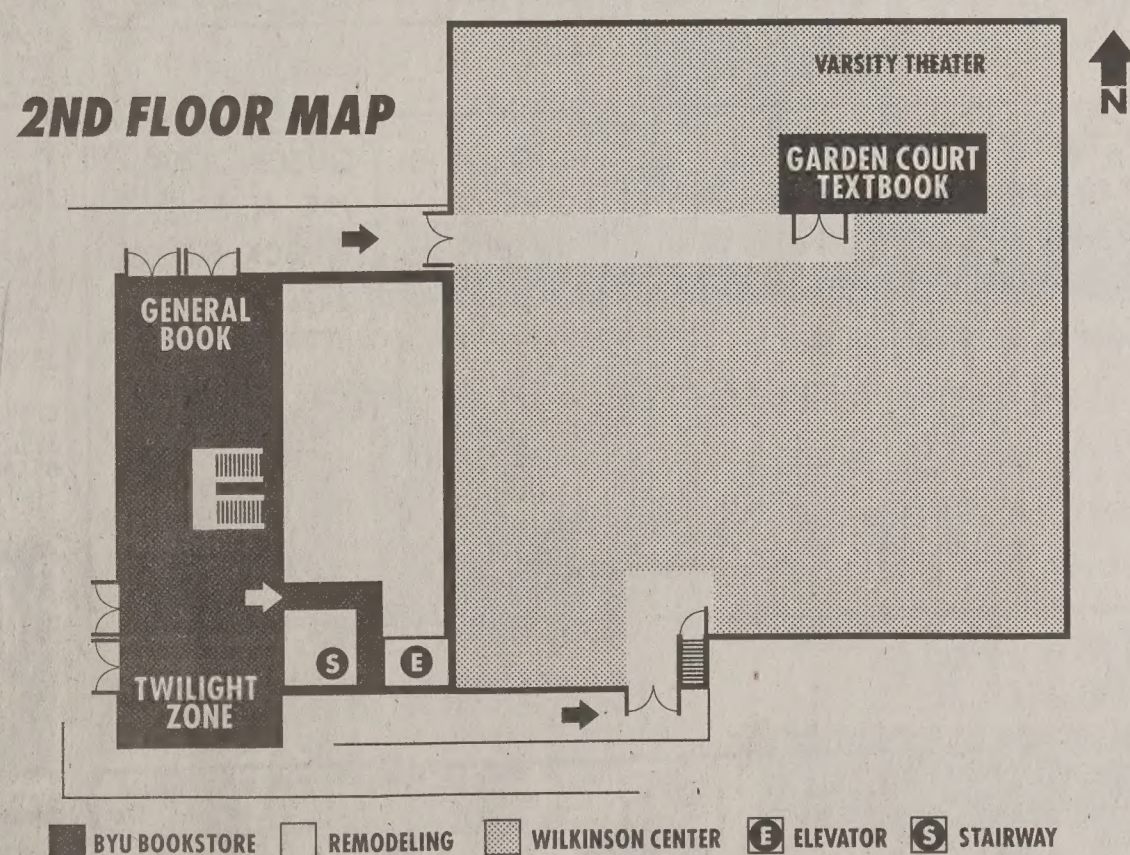 VARSITY THEATER
N
2ND FLOOR MAP
GARDEN COURT
TEXTBOOK
GENERAL
BOOK
S
E
TWILIGHT
ZONE
BYU BOOKSTORE
REMODELING
WILKINSON CENTER
E ELEVATOR
S STAIRWAY